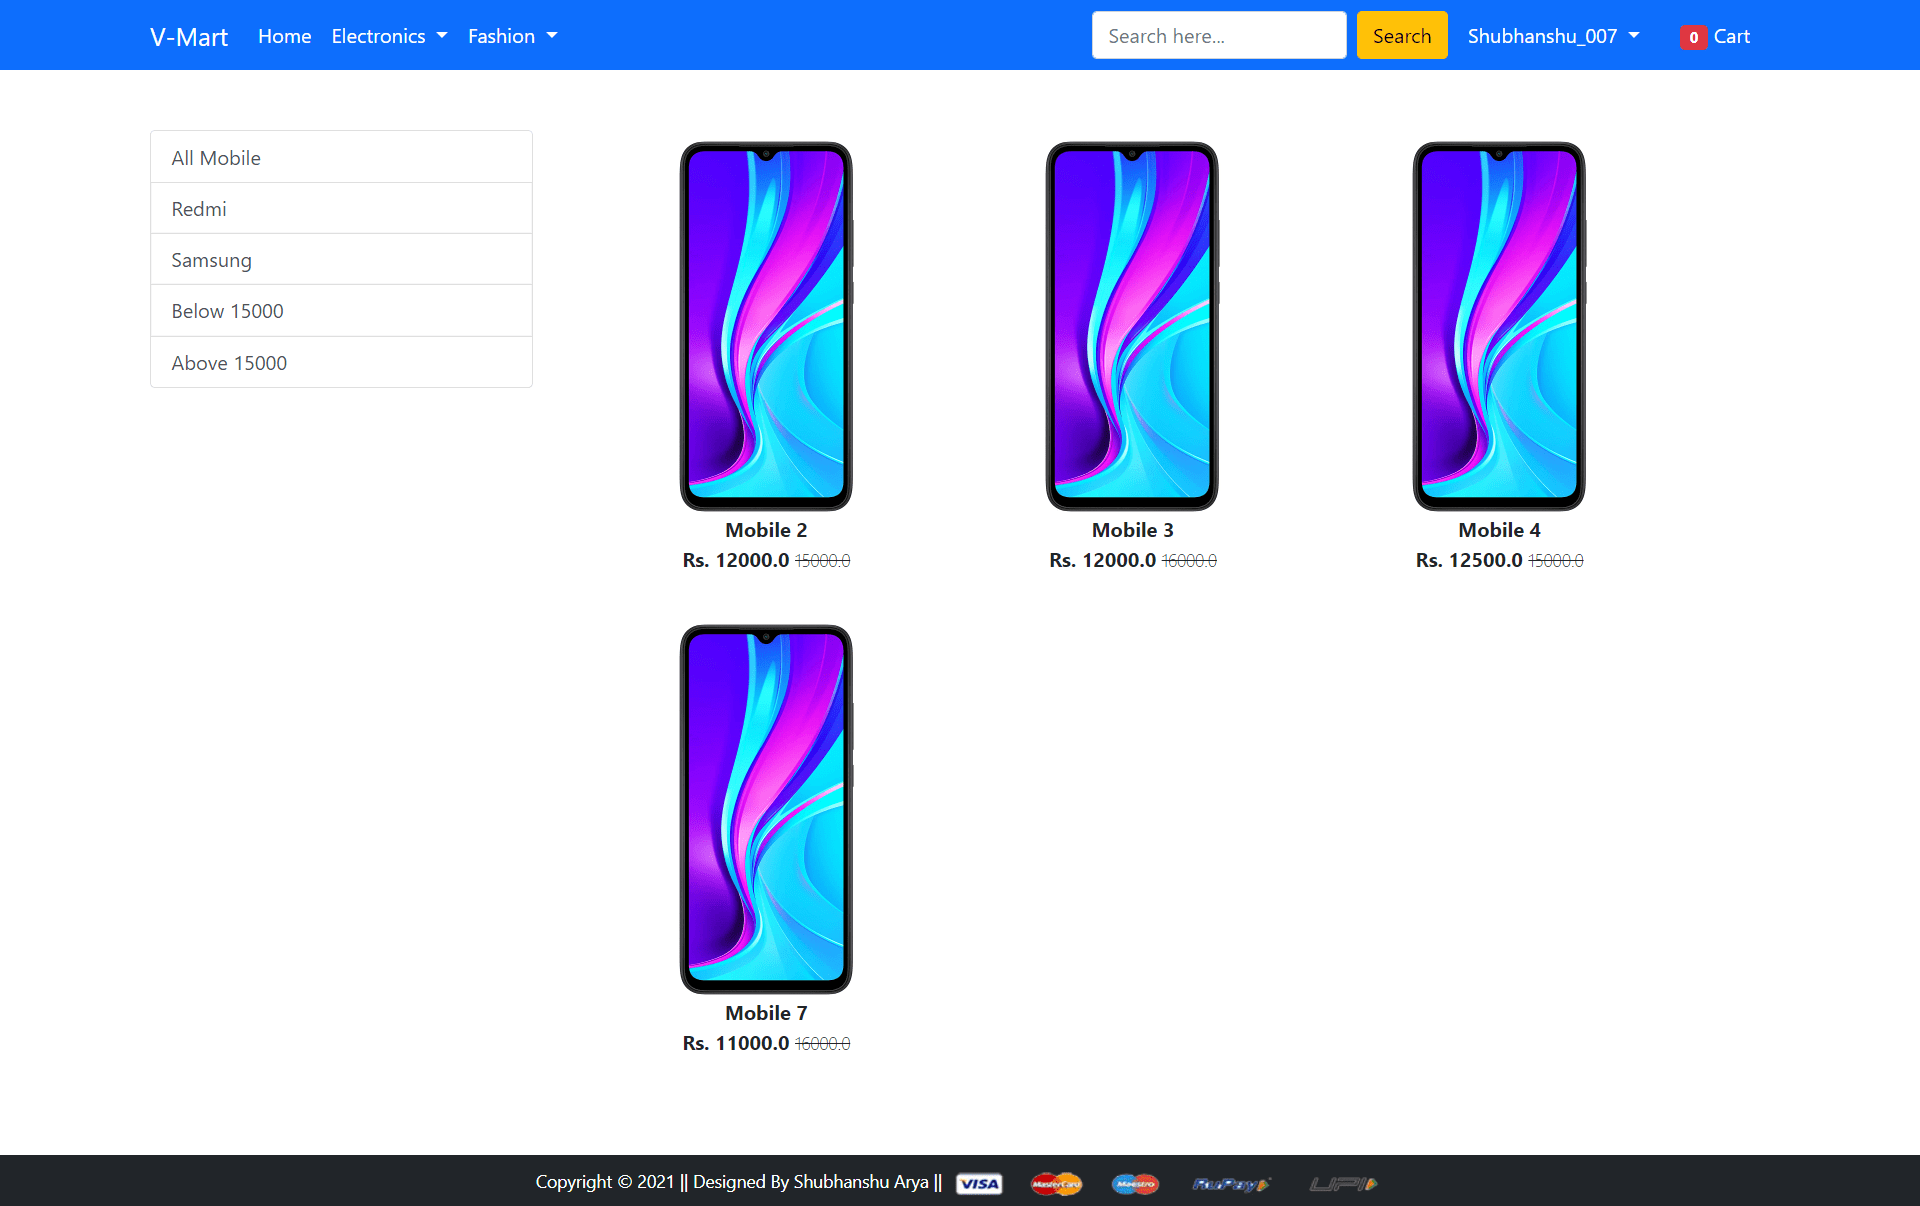 V-Mart Home Electronics Fashion Search here... Search Shubhanshu_007 0 Cart
All Mobile
Redmi
Samsung
Below 15000
Above 15000
Mobile 2
Rs. 12000.0 15000.0
Mobile 3
Rs. 12000.0 16000.0
Mobile 4
Rs. 12500.0 15000.0
Mobile 7
Rs. 11000.0 16000.0
Copyright © 2021 || Designed By Shubhanshu Arya || VISA MasterCard Maestro RuPay UPI